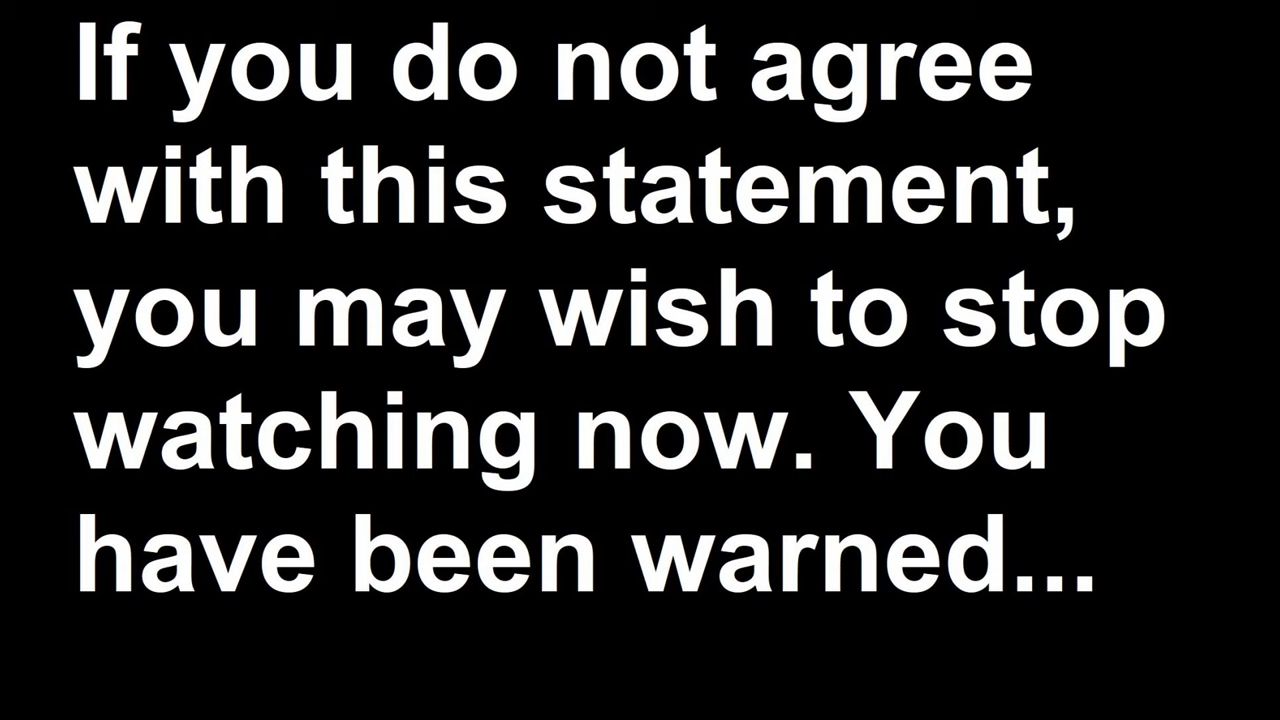 If you do not agree
with this statement,
you may wish to stop
watching now. You
have been warned...